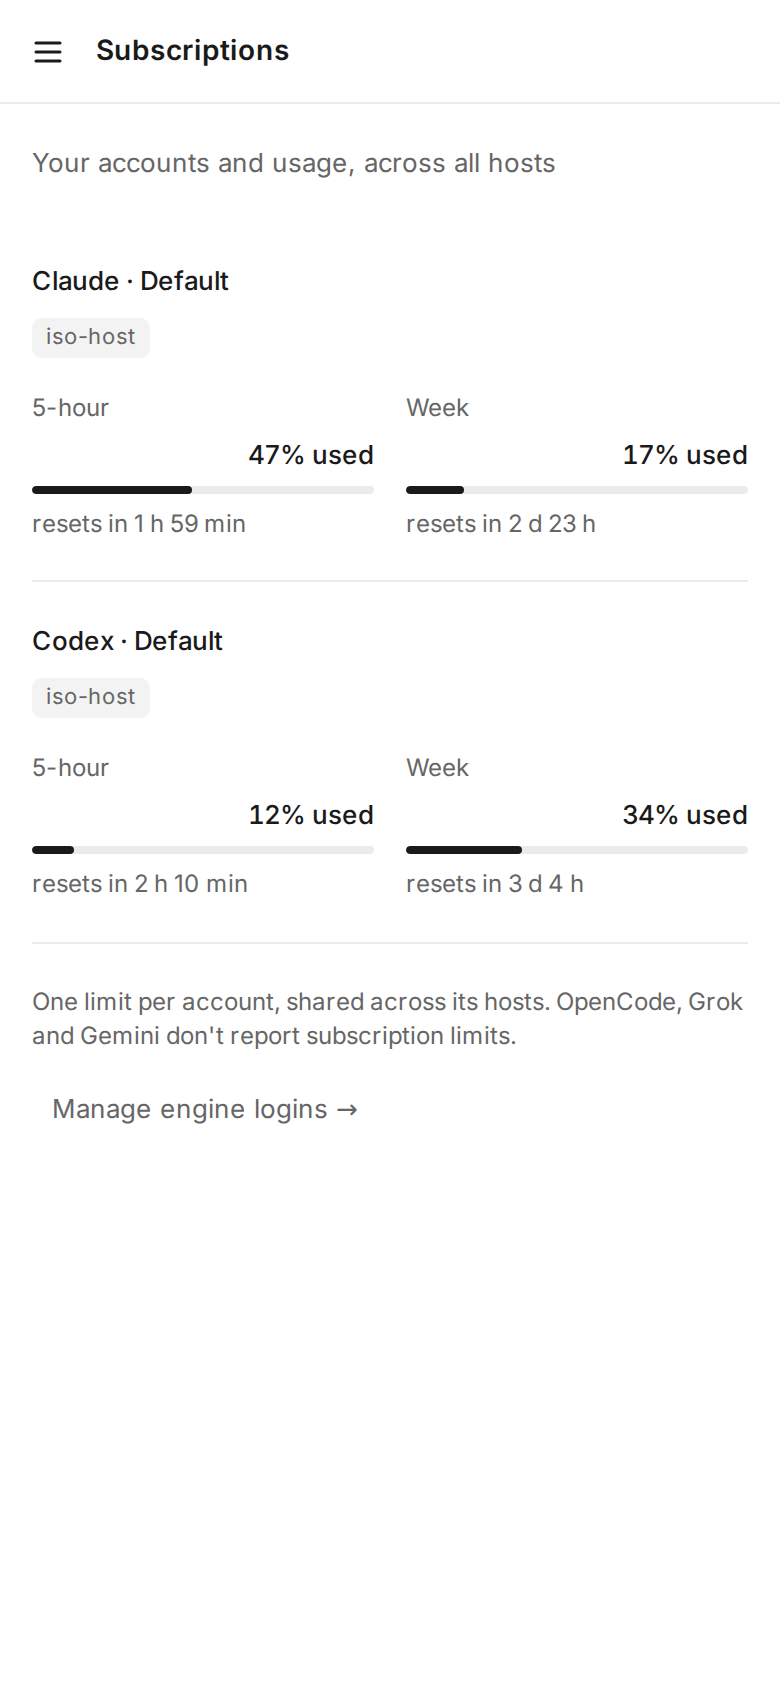 Subscriptions
Your accounts and usage, across all hosts
Claude · Default
iso-host
5-hour
47% used
resets in 1 h 59 min
Week
17% used
resets in 2 d 23 h
Codex · Default
iso-host
5-hour
12% used
resets in 2 h 10 min
Week
34% used
resets in 3 d 4 h
One limit per account, shared across its hosts. OpenCode, Grok
and Gemini don't report subscription limits.
Manage engine logins →